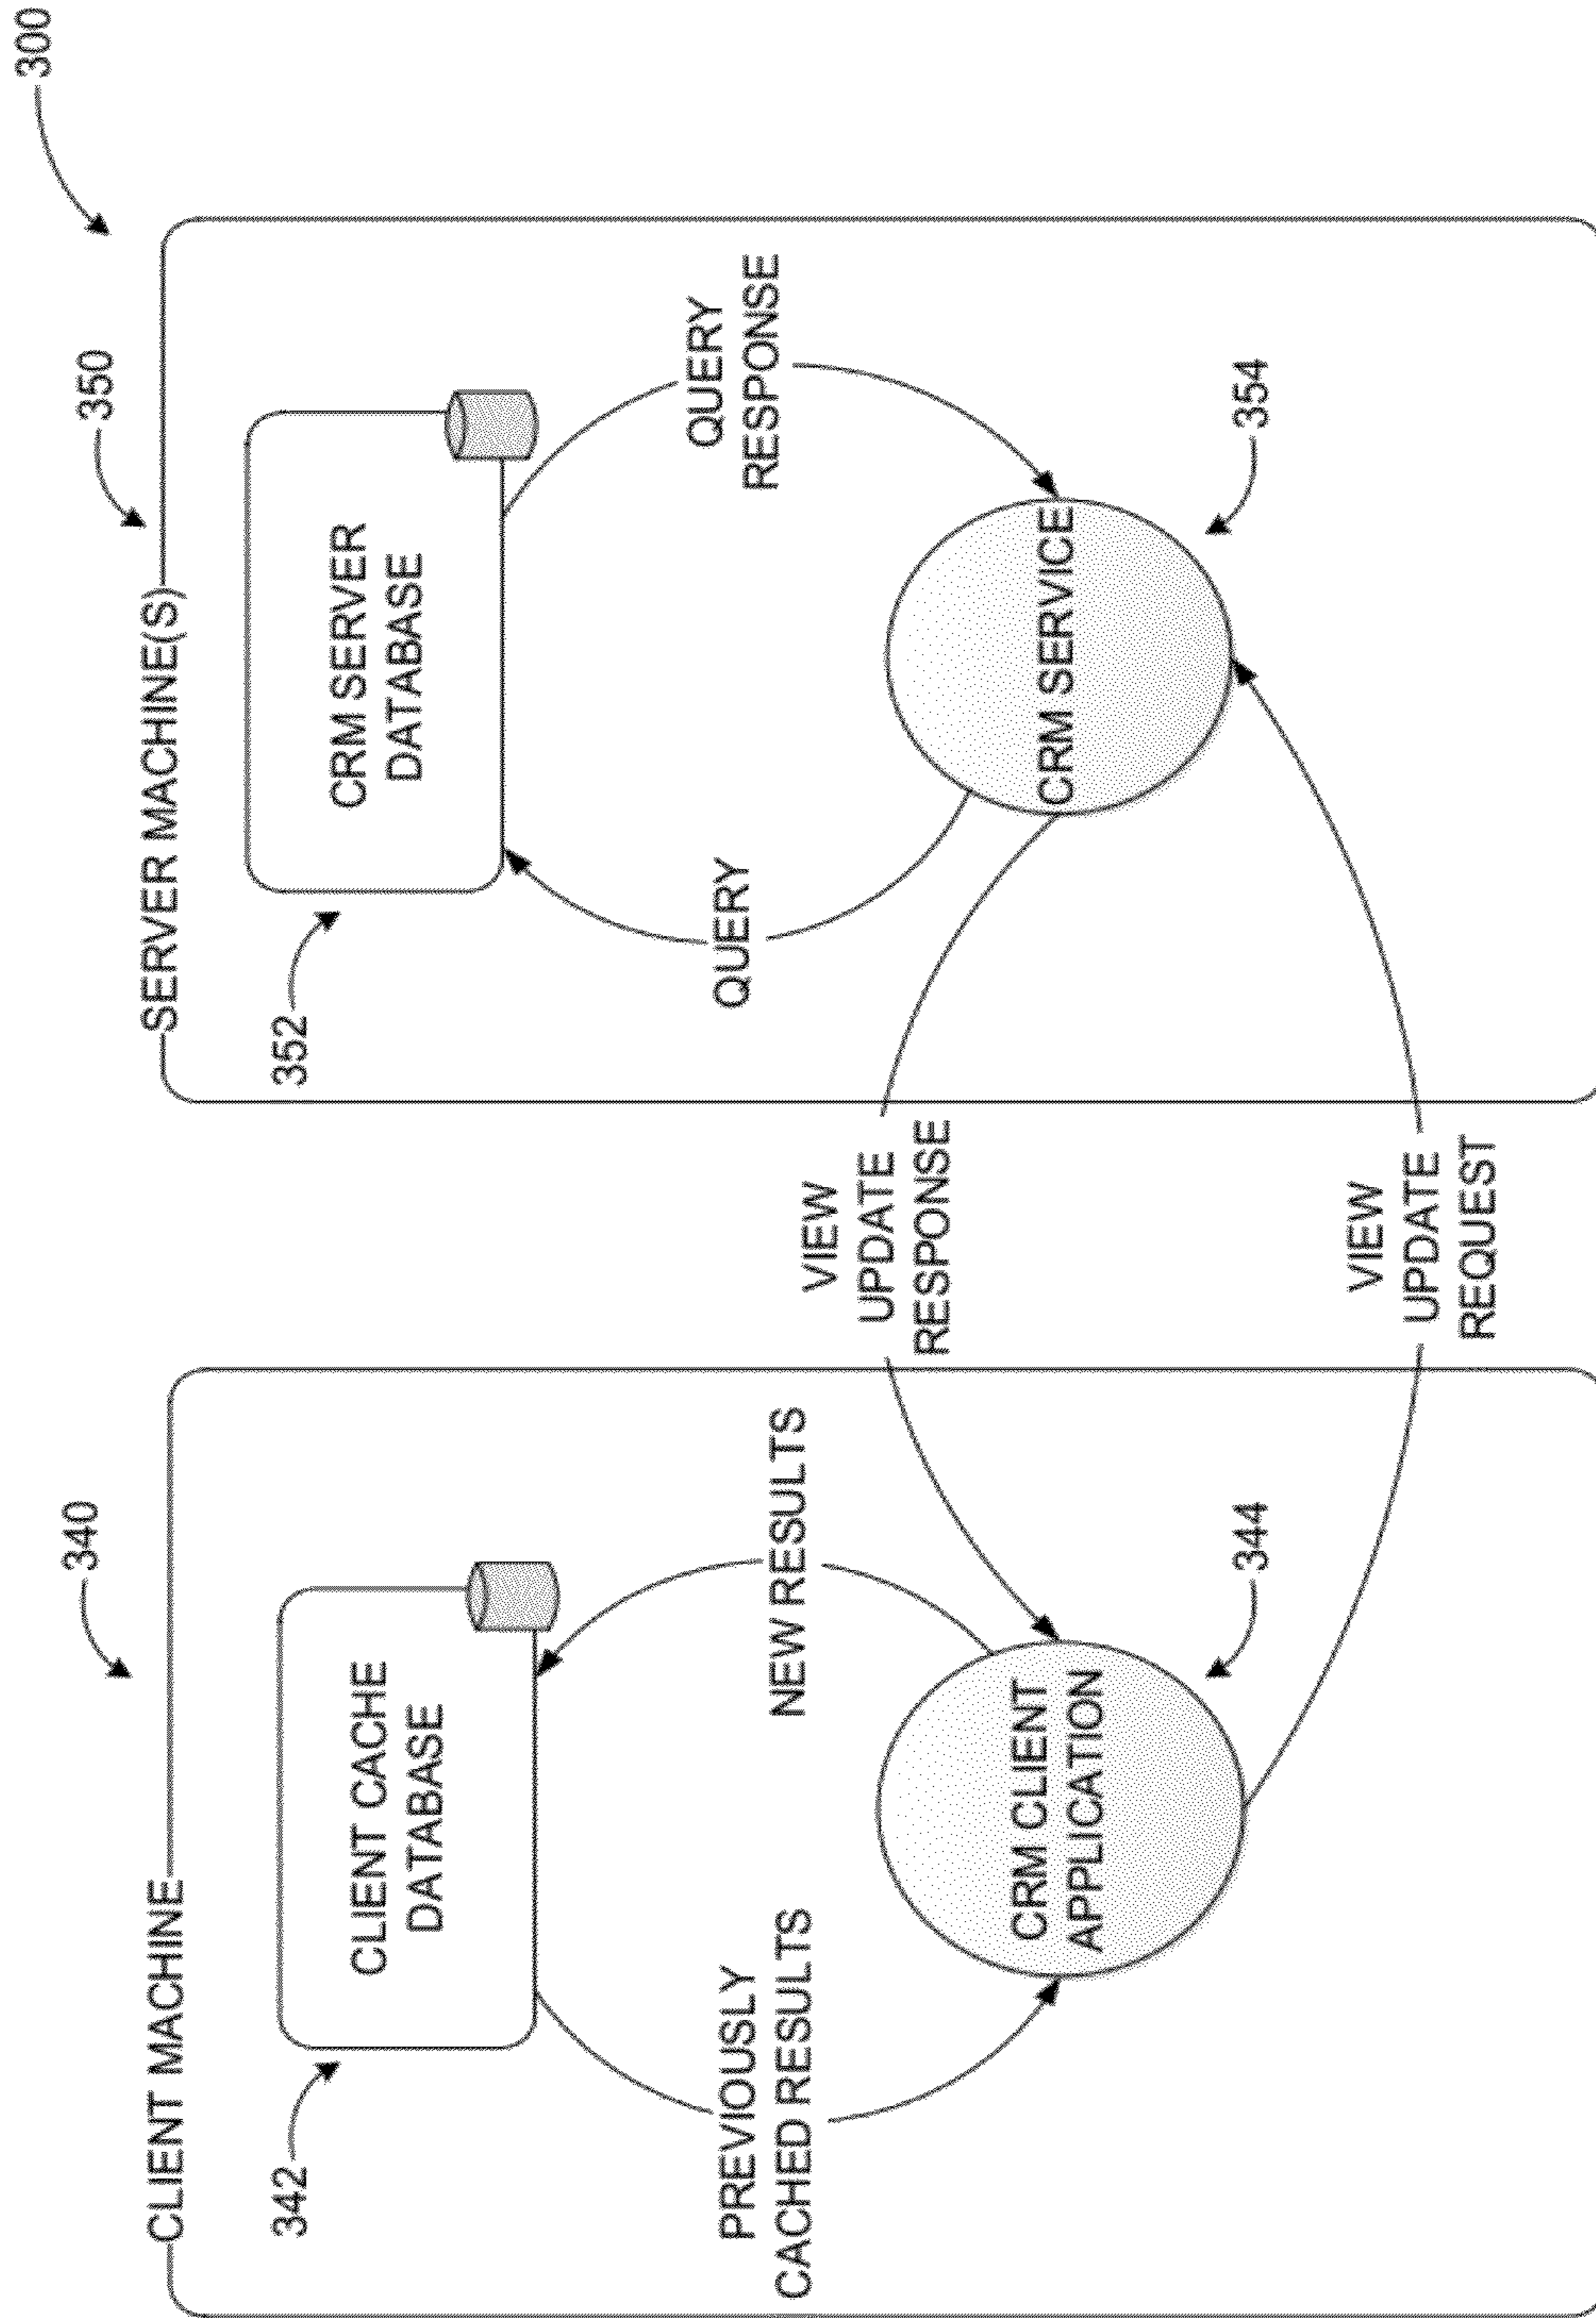 300
340
350
CLIENT MACHINE
SERVER MACHINE(S)
342
CLIENT CACHE
DATABASE
352
CRM SERVER
DATABASE
PREVIOUSLY
CACHED RESULTS
NEW RESULTS
VIEW
UPDATE
RESPONSE
QUERY
QUERY
RESPONSE
CRM CLIENT
APPLICATION
CRM SERVICE
344
354
VIEW
UPDATE
REQUEST